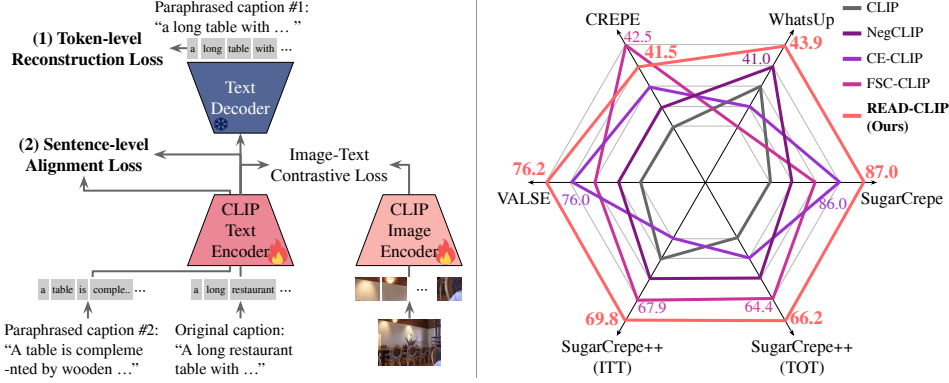 Paraphrased caption #1:
“a long table with … ”
(1) Token-level
Reconstruction Loss
a long table with ...
Text
Decoder
(2) Sentence-level
Alignment Loss
Image-Text
Contrastive Loss
CLIP
Text
Encoder
CLIP
Image
Encoder
a table is comple.. ...
a long restaurant ...
...
Paraphrased caption #2:
“A table is compleme
-nted by wooden …”
Original caption:
“A long restaurant
table with …”
CREPE
42.5
41.5
WhatsUp
43.9
41.0
CLIP
NegCLIP
CE-CLIP
FSC-CLIP
READ-CLIP
(Ours)
76.2
VALSE
76.0
87.0
SugarCrepe
86.0
69.8
67.9
SugarCrepe++
(ITT)
64.4
66.2
SugarCrepe++
(TOT)